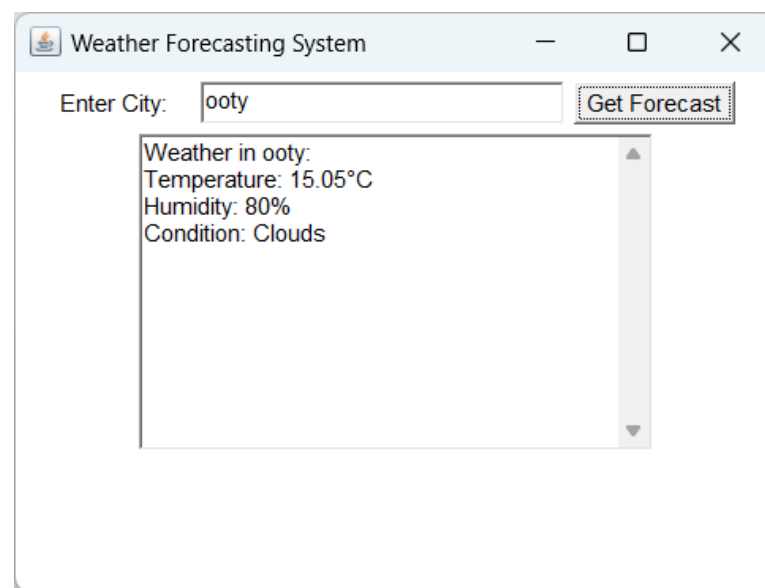 Weather Forecasting System
Enter City: ooty Get Forecast
Weather in ooty:
Temperature: 15.05°C
Humidity: 80%
Condition: Clouds